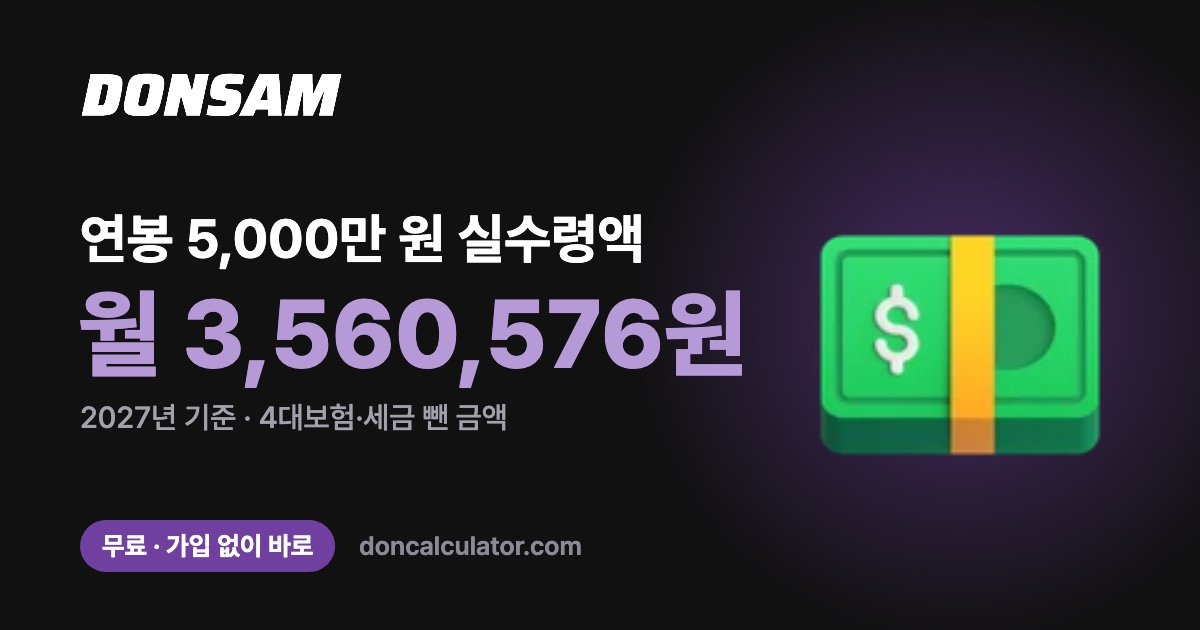 DONSAM
연봉 5,000만 원 실수령액
월 3,560,576원
2027년 기준 · 4대보험·세금 뺀 금액
무료 · 가입 없이 바로 doncalculator.com
$